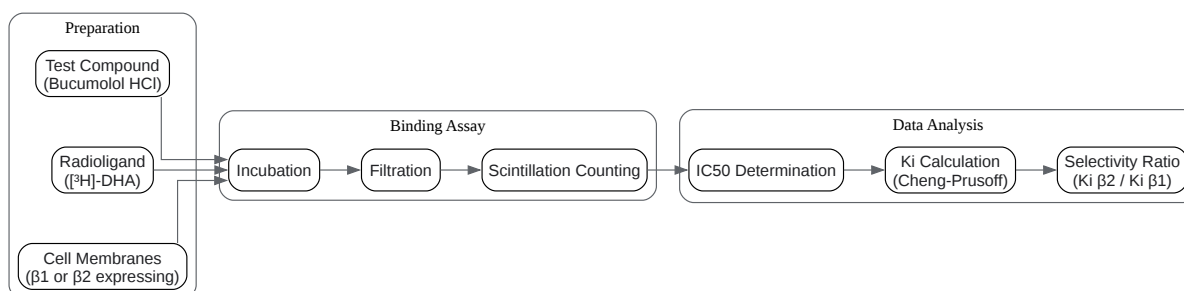 Preparation
Test Compound
(Bucumolol HCl)
Radioligand
([³H]-DHA)
Cell Membranes
(β1 or β2 expressing)
Binding Assay
Incubation
Filtration
Scintillation Counting
Data Analysis
IC50 Determination
Ki Calculation
(Cheng-Prusoff)
Selectivity Ratio
(Ki β2 / Ki β1)